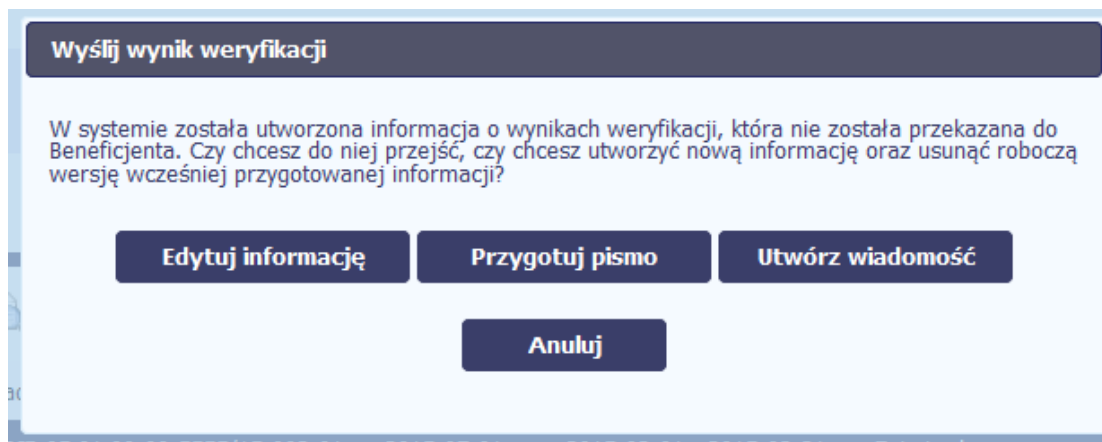 Wyślij wynik weryfikacji
W systemie została utworzona informacja o wynikach weryfikacji, która nie została przekazana do
Beneficjenta. Czy chcesz do niej przejść, czy chcesz utworzyć nową informację oraz usunąć roboczą
wersję wcześniej przygotowanej informacji?
Edytuj informację Przygotuj pismo Utwórz wiadomość
Anuluj